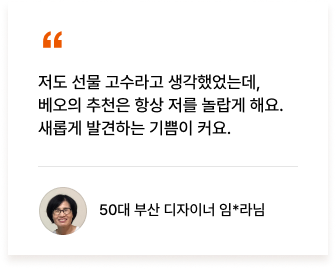 “
저도 선물 고수라고 생각했었는데,
베오의 추천은 항상 저를 놀랍게 해요.
새롭게 발견하는 기쁨이 커요.
50대 부산 디자이너 임*라님